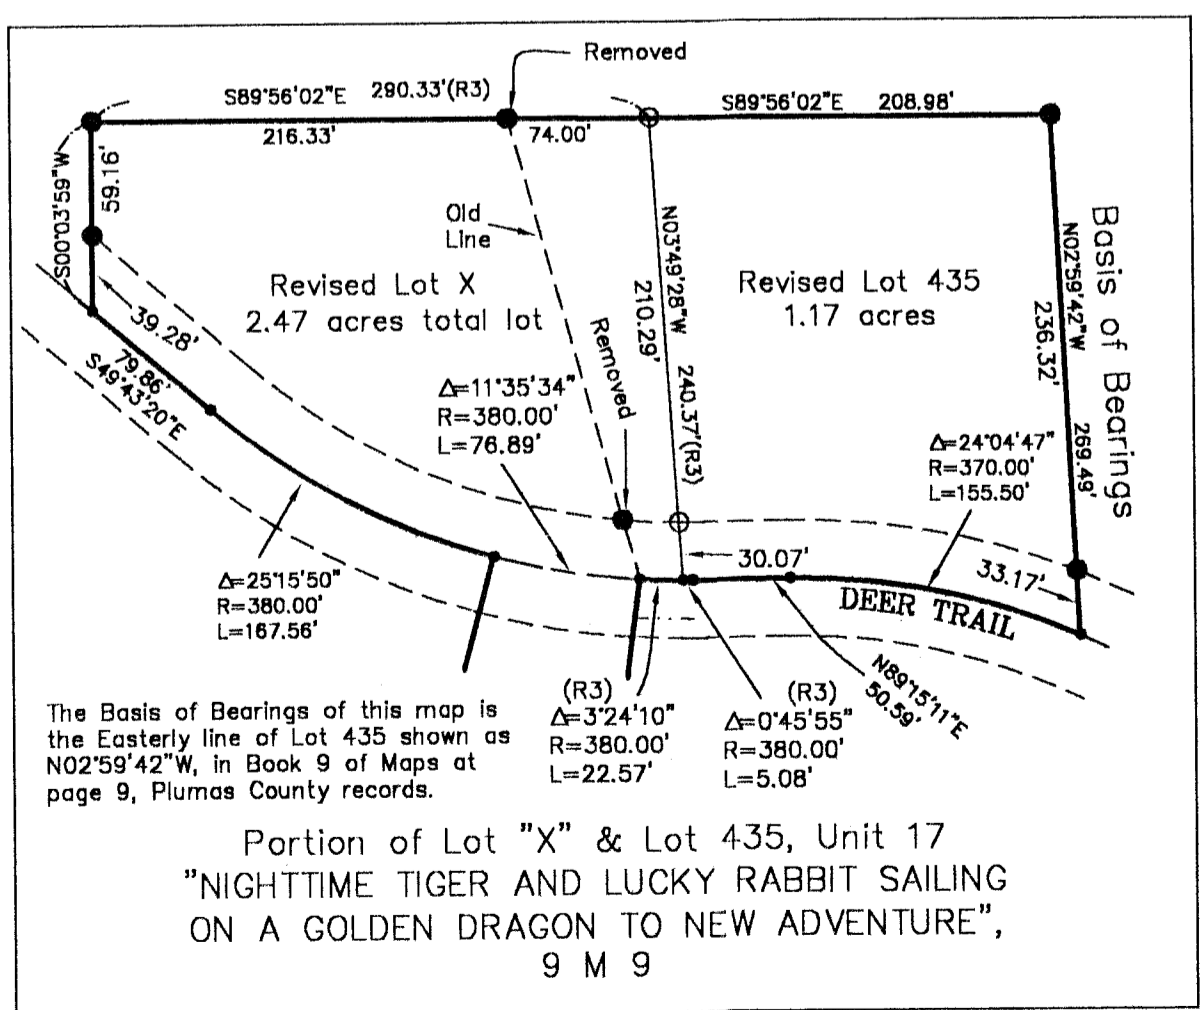 Removed
S89°56'02"E 290.33'(R3)
S89°56'02"E 208.98'
216.33'
74.00'
S00°03'59"W
59.16'
Old
Line
N03°49'28"W
210.29'
240.37'(R3)
Basis of Bearings
N02°59'42"W
236.32'
269.49'
Revised Lot X
2.47 acres total lot
Revised Lot 435
1.17 acres
39.28'
79.86'
S49°43'20"E
Removed
Δ=11°35'34"
R=380.00'
L=76.89'
Δ=24°04'47"
R=370.00'
L=155.50'
30.07'
33.17'
DEER TRAIL
Δ=25°15'50"
R=380.00'
L=167.56'
N89°15'11"E
50.59'
(R3)
Δ=3°24'10"
R=380.00'
L=22.57'
(R3)
Δ=0°45'55"
R=380.00'
L=5.08'
The Basis of Bearings of this map is
the Easterly line of Lot 435 shown as
N02°59'42"W, in Book 9 of Maps at
page 9, Plumas County records.
Portion of Lot "X" & Lot 435, Unit 17
"NIGHTTIME TIGER AND LUCKY RABBIT SAILING
ON A GOLDEN DRAGON TO NEW ADVENTURE",
9 M 9